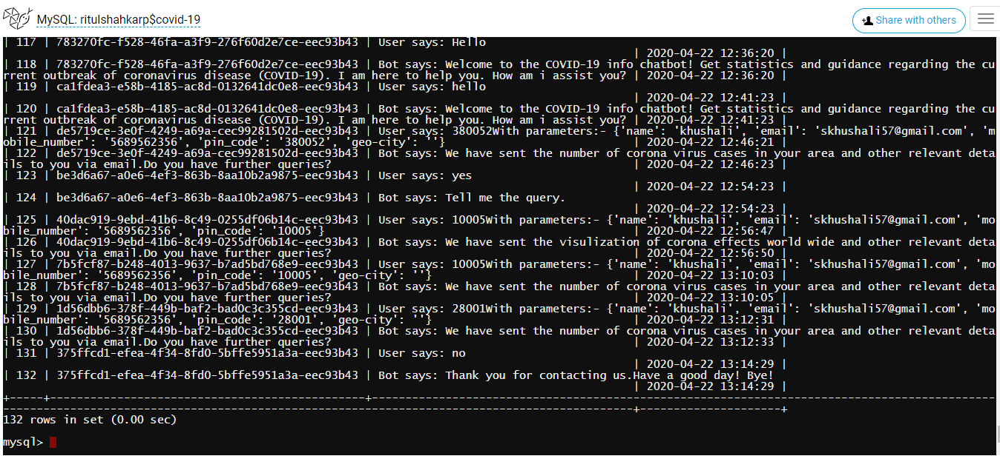 MySQL: ritulshahkarp$covid-19
Share with others
| 117 | 783270fc-f528-46fa-a3f9-276f60d2e7ce-eec93b43 | User says: Hello
| 2020-04-22 12:36:20 |
| 118 | 783270fc-f528-46fa-a3f9-276f60d2e7ce-eec93b43 | Bot says: Welcome to the COVID-19 info chatbot! Get statistics and guidance regarding the cu
rrent outbreak of coronavirus disease (COVID-19). I am here to help you. How am i assist you? | 2020-04-22 12:36:20 |
| 119 | ca1fdea3-e58b-4185-ac8d-0132641dc0e8-eec93b43 | User says: hello
| 2020-04-22 12:41:23 |
| 120 | ca1fdea3-e58b-4185-ac8d-0132641dc0e8-eec93b43 | Bot says: Welcome to the COVID-19 info chatbot! Get statistics and guidance regarding the cu
rrent outbreak of coronavirus disease (COVID-19). I am here to help you. How am i assist you? | 2020-04-22 12:41:23 |
| 121 | de5719ce-3e0f-4249-a69a-cec99281502d-eec93b43 | User says: 380052With parameters:- {'name': 'khushali', 'email': 'skhushali57@gmail.com', 'm
obile_number': '5689562356', 'pin_code': '380052', 'geo-city': ''} | 2020-04-22 12:46:21 |
| 122 | de5719ce-3e0f-4249-a69a-cec99281502d-eec93b43 | Bot says: We have sent the number of corona virus cases in your area and other relevant deta
ils to you via email.Do you have further queries? | 2020-04-22 12:46:23 |
| 123 | be3d6a67-a0e6-4ef3-863b-8aa10b2a9875-eec93b43 | User says: yes
| 2020-04-22 12:54:23 |
| 124 | be3d6a67-a0e6-4ef3-863b-8aa10b2a9875-eec93b43 | Bot says: Tell me the query.
| 2020-04-22 12:54:23 |
| 125 | 40dac919-9ebd-41b6-8c49-0255df06b14c-eec93b43 | User says: 10005With parameters:- {'name': 'khushali', 'email': 'skhushali57@gmail.com', 'mo
bile_number': '5689562356', 'pin_code': '10005'} | 2020-04-22 12:56:47 |
| 126 | 40dac919-9ebd-41b6-8c49-0255df06b14c-eec93b43 | Bot says: We have sent the visulization of corona effects world wide and other relevant deta
ils to you via email.Do you have further queries? | 2020-04-22 12:56:50 |
| 127 | 7b5fcf87-b248-4013-9637-b7ad5bd768e9-eec93b43 | User says: 10005With parameters:- {'name': 'khushali', 'email': 'skhushali57@gmail.com', 'mo
bile_number': '5689562356', 'pin_code': '10005', 'geo-city': ''} | 2020-04-22 13:10:03 |
| 128 | 7b5fcf87-b248-4013-9637-b7ad5bd768e9-eec93b43 | Bot says: We have sent the number of corona virus cases in your area and other relevant deta
ils to you via email.Do you have further queries? | 2020-04-22 13:10:05 |
| 129 | 1d56dbb6-378f-449b-baf2-bad0c3c355cd-eec93b43 | User says: 28001With parameters:- {'name': 'khushali', 'email': 'skhushali57@gmail.com', 'mo
bile_number': '5689562356', 'pin_code': '28001', 'geo-city': ''} | 2020-04-22 13:12:31 |
| 130 | 1d56dbb6-378f-449b-baf2-bad0c3c355cd-eec93b43 | Bot says: We have sent the number of corona virus cases in your area and other relevant deta
ils to you via email.Do you have further queries? | 2020-04-22 13:12:33 |
| 131 | 375ffcd1-efea-4f34-8fd0-5bffe5951a3a-eec93b43 | User says: no
| 2020-04-22 13:14:29 |
| 132 | 375ffcd1-efea-4f34-8fd0-5bffe5951a3a-eec93b43 | Bot says: Thank you for contacting us.Have a good day! Bye!
| 2020-04-22 13:14:29 |
+-----+-----------------------------------------------+---------------------------------------------------------------------------------------------
----------------------------------------------------------------------------------------------+---------------------+
132 rows in set (0.00 sec)
mysql>